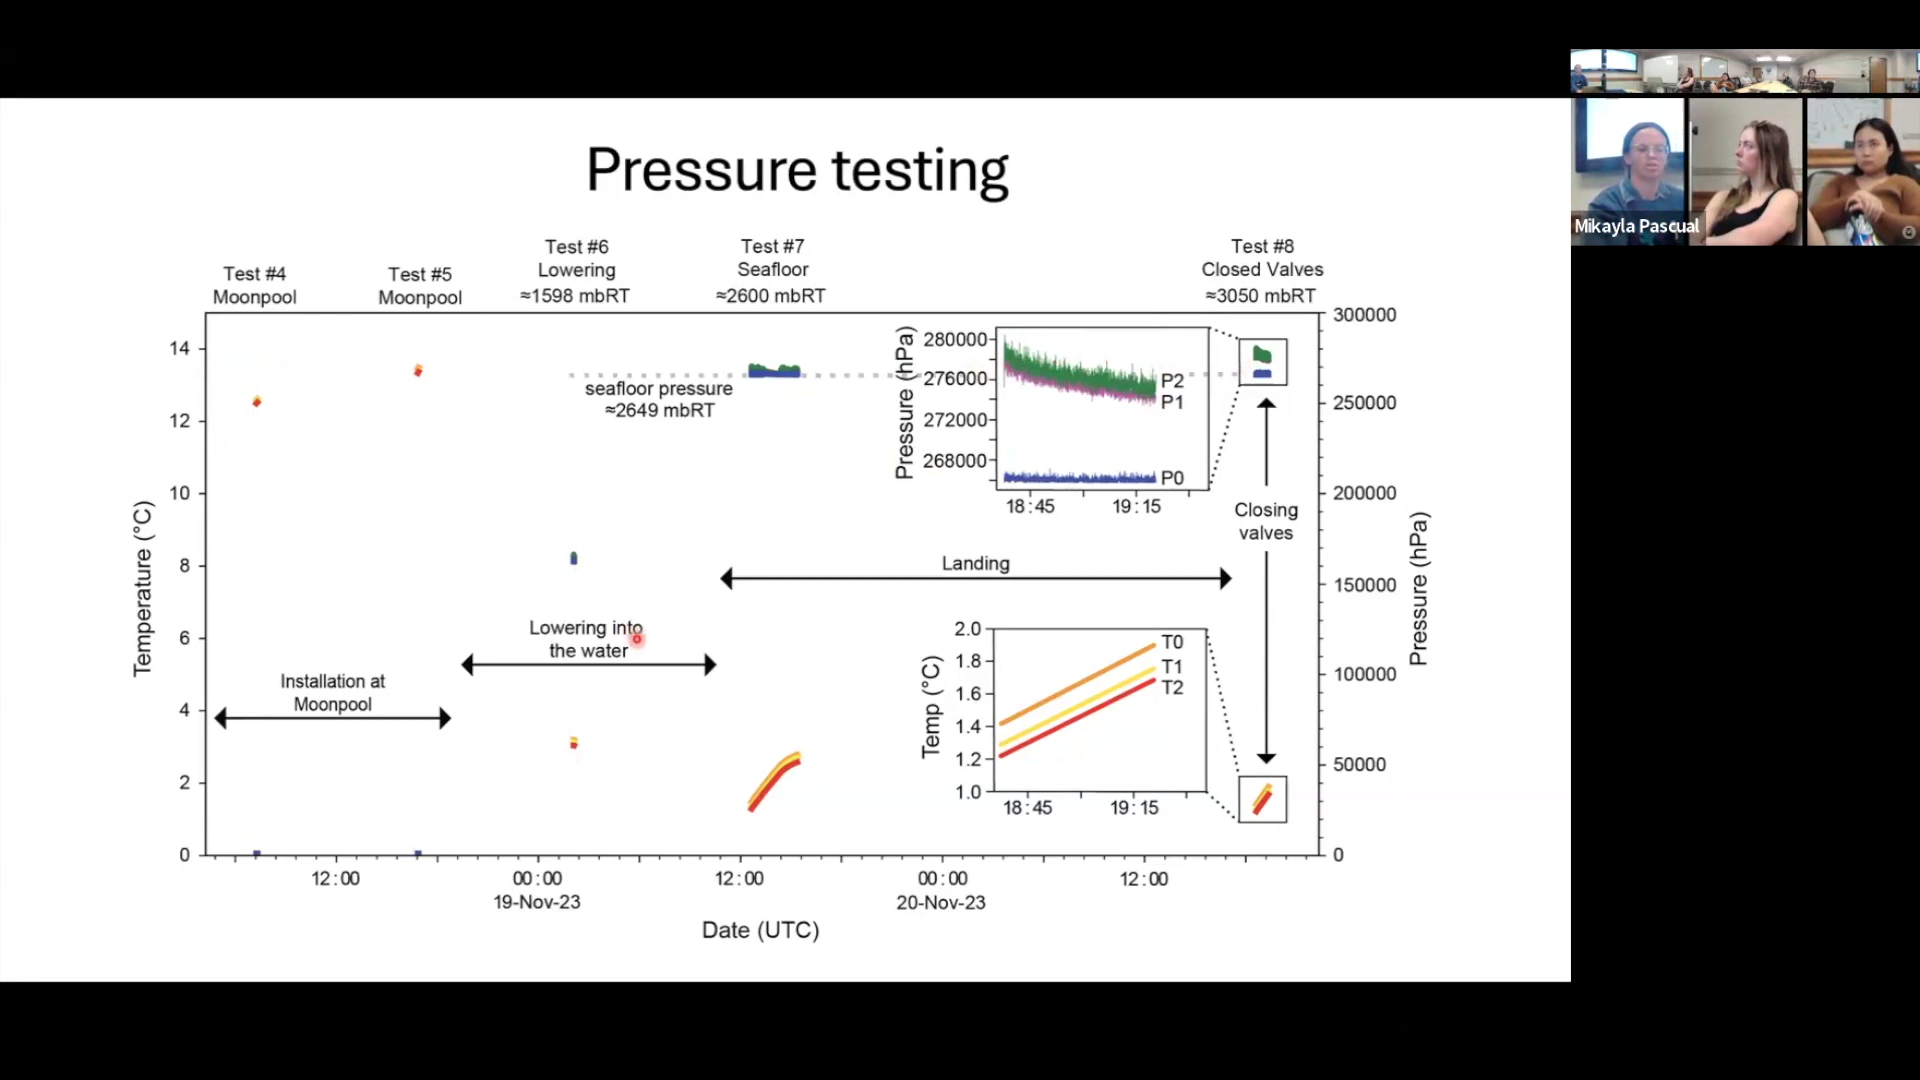 Pressure testing
Test #4
Moonpool
Test #5
Moonpool
Test #6
Lowering
≈1598 mbRT
Test #7
Seafloor
≈2600 mbRT
Test #8
Closed Valves
≈3050 mbRT
Temperature (°C)
14
12
10
8
6
4
2
0
300000
250000
200000
150000
100000
50000
0
Pressure (hPa)
seafloor pressure
≈2649 mbRT
Pressure (hPa)
280000
276000
272000
268000
P2
P1
P0
18:45
19:15
Closing
valves
Landing
Lowering into
the water
Installation at
Moonpool
Temp (°C)
2.0
1.8
1.6
1.4
1.2
1.0
T0
T1
T2
18:45
19:15
12:00
00:00
12:00
00:00
12:00
19-Nov-23
20-Nov-23
Date (UTC)
Mikayla Pascual